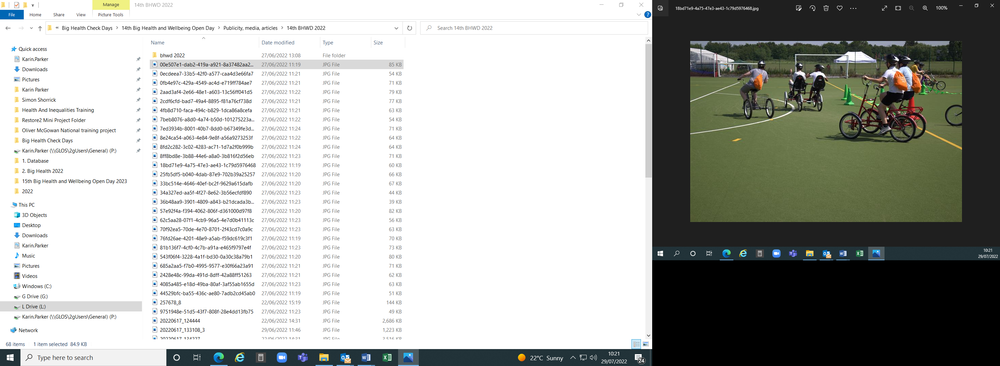 Manage
14th BHWD 2022
File
Home
Share
View
Picture Tools
« Big Health Check Days > 14th Big Health and Wellbeing Open Day > Publicity, media, articles > 14th BHWD 2022
Search 14th BHWD 2022
Name
Date modified
Type
Size
Quick access
Karin.Parker
Downloads
Pictures
Karin Parker
Simon Shorrick
Health And Inequalities Training
Restore2 Mini Project Folder
Oliver McGowan National training project
Big Health Check Days
Karin.Parker (\\GLOS\2gUsers\General) (P:)
1. Database
2. Big Health 2022
15th Big Health and Wellbeing Open Day 2023
2022
This PC
3D Objects
Desktop
Downloads
Karin.Parker
Music
Pictures
Videos
Windows (C:)
G Drive (G:)
L Drive (L:)
Karin.Parker (\\GLOS\2gUsers\General) (P:)
Network
bhwd 2022 27/06/2022 13:08 File folder
00e507e1-dab2-419a-a921-8a37482aa2... 27/06/2022 11:19 JPG File 85 KB
0ecdeea7-33b5-42f0-a577-caa4d3e66fa7 27/06/2022 11:21 JPG File 54 KB
0fb4e97c-429a-4549-ac4d-e719ff784ae7 27/06/2022 11:21 JPG File 71 KB
2aad3af4-2e66-48e1-a603-13c56ff041d5 27/06/2022 11:22 JPG File 79 KB
2cdf6cfd-bad7-49a4-8895-f81a76cf738d 27/06/2022 11:21 JPG File 77 KB
4fb8d710-faca-494c-b829-1dca86a8cefa 27/06/2022 11:21 JPG File 63 KB
7beb8076-a8d0-4a74-b50d-101275223a... 27/06/2022 11:22 JPG File 54 KB
7ed3934b-8001-40b7-8dd0-b67349fe3d... 27/06/2022 11:24 JPG File 71 KB
8e24ca54-a063-4e84-9e8f-a56a9273253f 27/06/2022 11:22 JPG File 64 KB
8fd2c282-3c02-4283-ac71-1d7a2f0b999b 27/06/2022 11:24 JPG File 64 KB
8ff8bd8e-3b88-44e6-a8a0-3b816f2d56eb 27/06/2022 11:23 JPG File 71 KB
18bd71e9-4a75-47e3-ae43-1c79d5976468 27/06/2022 11:19 JPG File 60 KB
25fb5df5-b040-4dab-87e9-702b39a25257 27/06/2022 11:20 JPG File 66 KB
33bc514e-4646-40ef-bc2f-9629a615dafb 27/06/2022 11:20 JPG File 67 KB
34a327ed-aa5f-4f27-8e62-3b56ecfdf890 27/06/2022 11:23 JPG File 44 KB
36b48aa9-3901-4809-a843-b21dcada3b... 27/06/2022 11:23 JPG File 39 KB
57e92f4a-f394-4062-806f-d361000d97f8 27/06/2022 11:20 JPG File 82 KB
62c5aa28-07f1-4cb9-96a5-4e7d0b41113c 27/06/2022 11:23 JPG File 56 KB
70f92ea5-70de-4e70-8701-2f43cd7c0a9c 27/06/2022 11:23 JPG File 63 KB
76fd26ae-4201-48e9-a5ab-f59dc619c3f1 27/06/2022 11:19 JPG File 70 KB
81b136f7-4cf0-4c7b-a91a-e465f9797e4f 27/06/2022 11:23 JPG File 73 KB
543f06f4-3228-4a1f-bd30-0a30c38a79b1 27/06/2022 11:20 JPG File 80 KB
685a2aa5-f7b0-4995-9577-e30f66a23a91 27/06/2022 11:21 JPG File 71 KB
2428e48c-99da-491d-8dff-42a88ff51263 27/06/2022 11:21 JPG File 62 KB
4085a485-e18d-49ba-80af-3af55ab1655d 27/06/2022 11:23 JPG File 63 KB
44529bfc-ba55-436c-ae80-7adb2cd45ab0 27/06/2022 11:19 JPG File 51 KB
257678_8 22/06/2022 15:19 JPG File 144 KB
9751948e-51d5-43f7-808f-28e4dd13fb75 27/06/2022 11:23 JPG File 49 KB
20220617_124444 22/06/2022 14:31 JPG File 2,686 KB
20220617_133108_3 29/06/2022 11:46 JPG File 1,223 KB
20220617_134227 22/06/2022 14:31 JPG File 3,516 KB
68 items
1 item selected 84.9 KB
Type here to search
22°C Sunny
10:21
29/07/2022
24
18bd71e9-4a75-47e3-ae43-1c79d5976468.jpg
100%
10:21
29/07/2022